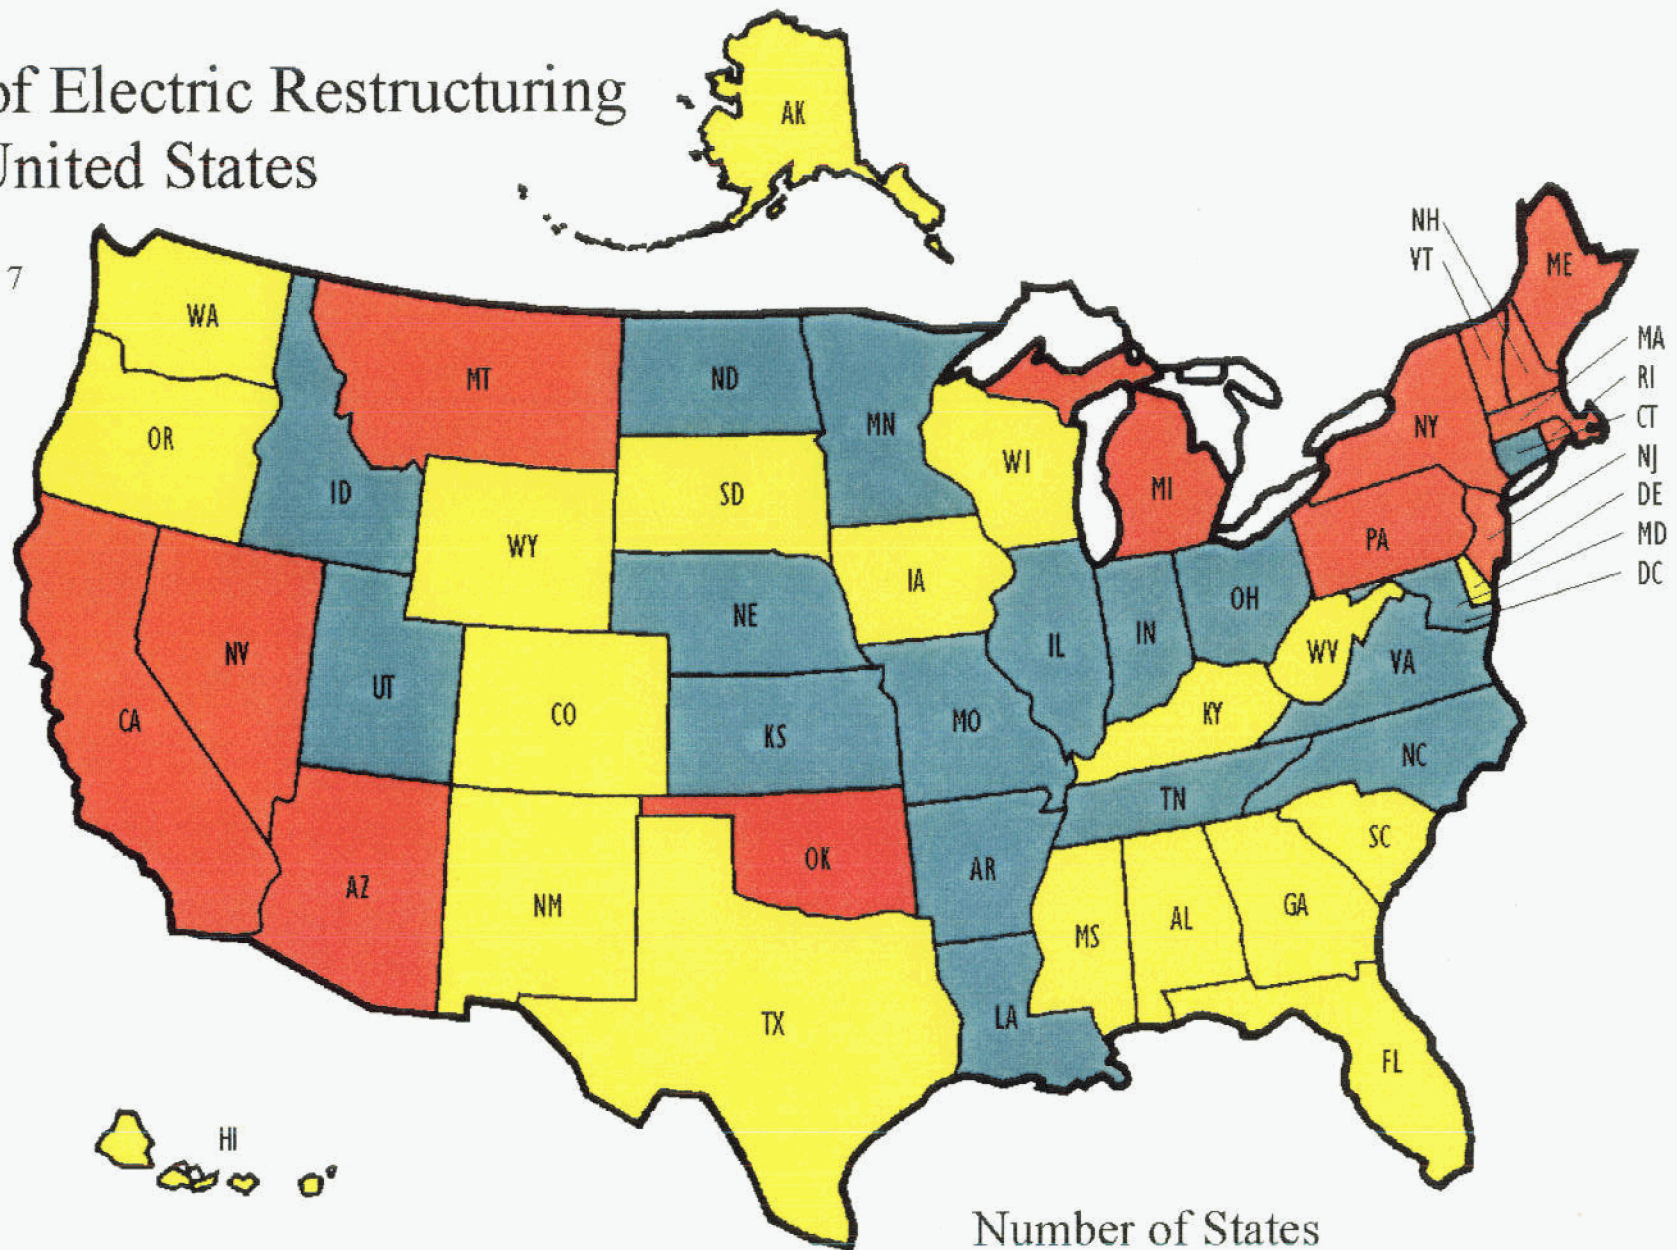 of Electric Restructuring
United States
7
AK
NH
VT
ME
WA
MT
ND
MN
MA
RI
CT
OR
ID
SD
WI
MI
NY
NJ
DE
MD
DC
WY
IA
PA
NE
IL
IN
OH
NV
UT
WV
VA
CA
CO
KS
MO
KY
NC
TN
AZ
NM
OK
AR
SC
MS
AL
GA
TX
LA
FL
HI
Number of States